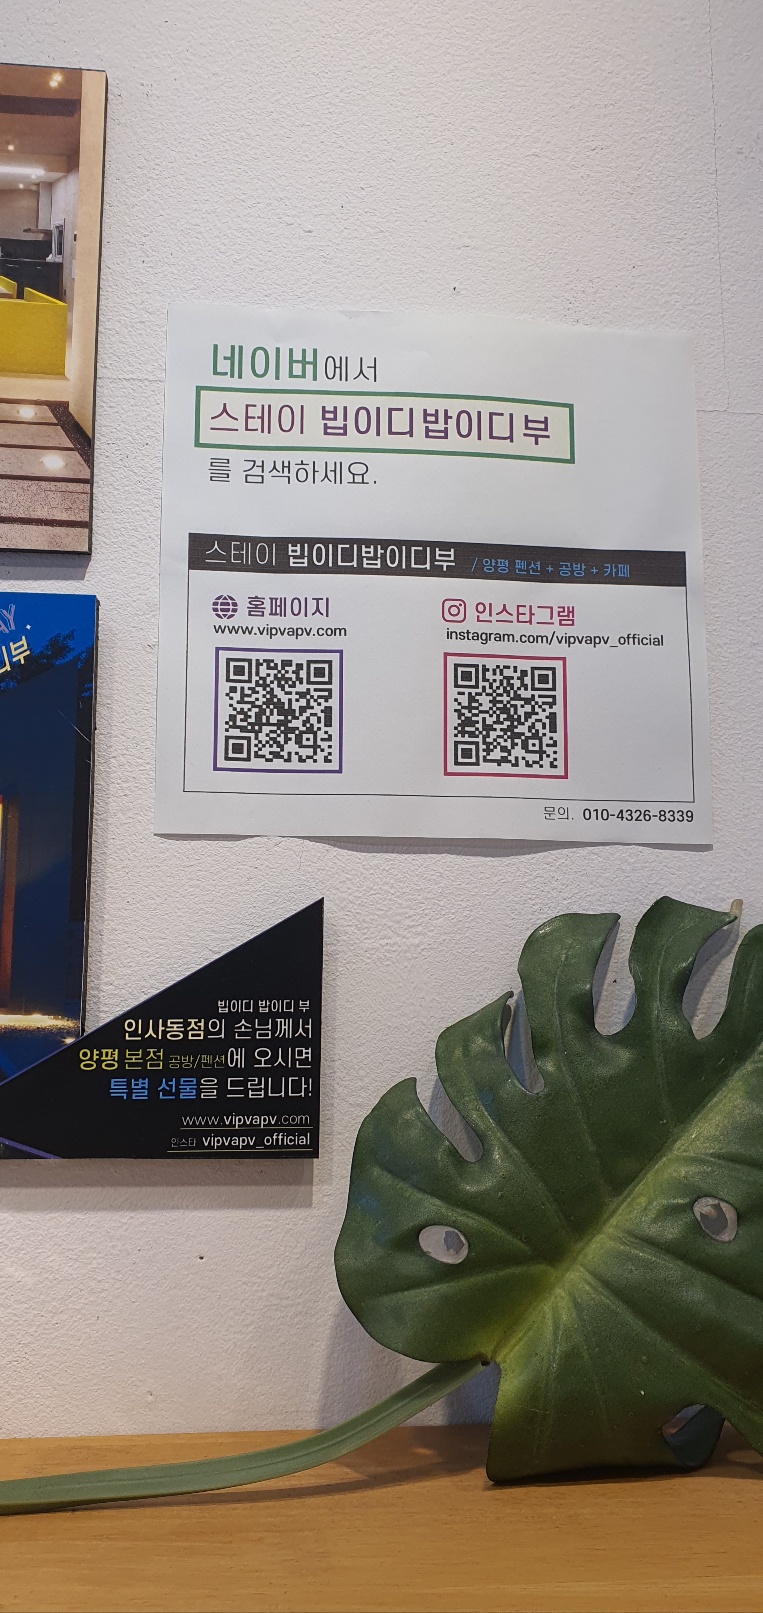 네이버에서
스테이 빕이디밥이디부
를 검색하세요.
스테이 빕이디밥이디부 / 양평 펜션 + 공방 + 카페
홈페이지
www.vipvapv.com
인스타그램
instagram.com/vipvapv_official
문의. 010-4326-8339
AY
디부
빕이디 밥이디 부
인사동점의 손님께서
양평 본점 공방/펜션에 오시면
특별 선물을 드립니다!
www.vipvapv.com
인스타 vipvapv_official